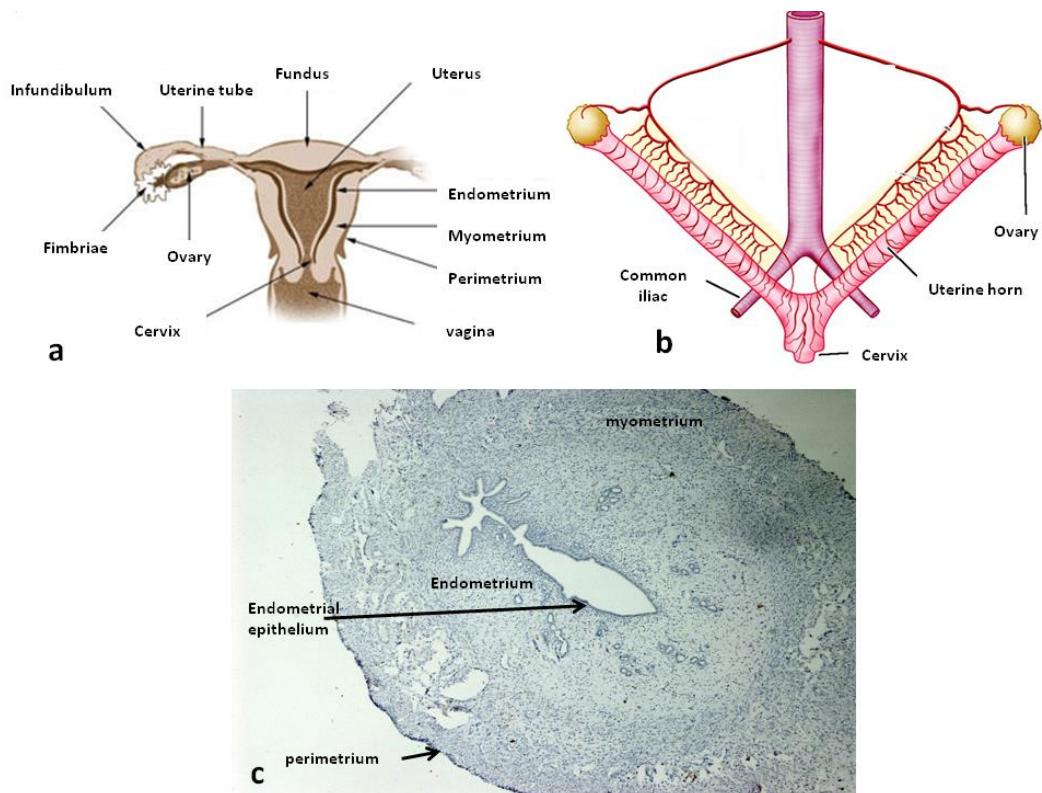 Fundus
Uterus
Infundibulum
Uterine tube
Endometrium
Myometrium
Fimbriae
Ovary
Perimetrium
Cervix
vagina
a
Ovary
Common
iliac
Uterine horn
b
Cervix
myometrium
Endometrium
Endometrial
epithelium
perimetrium
c